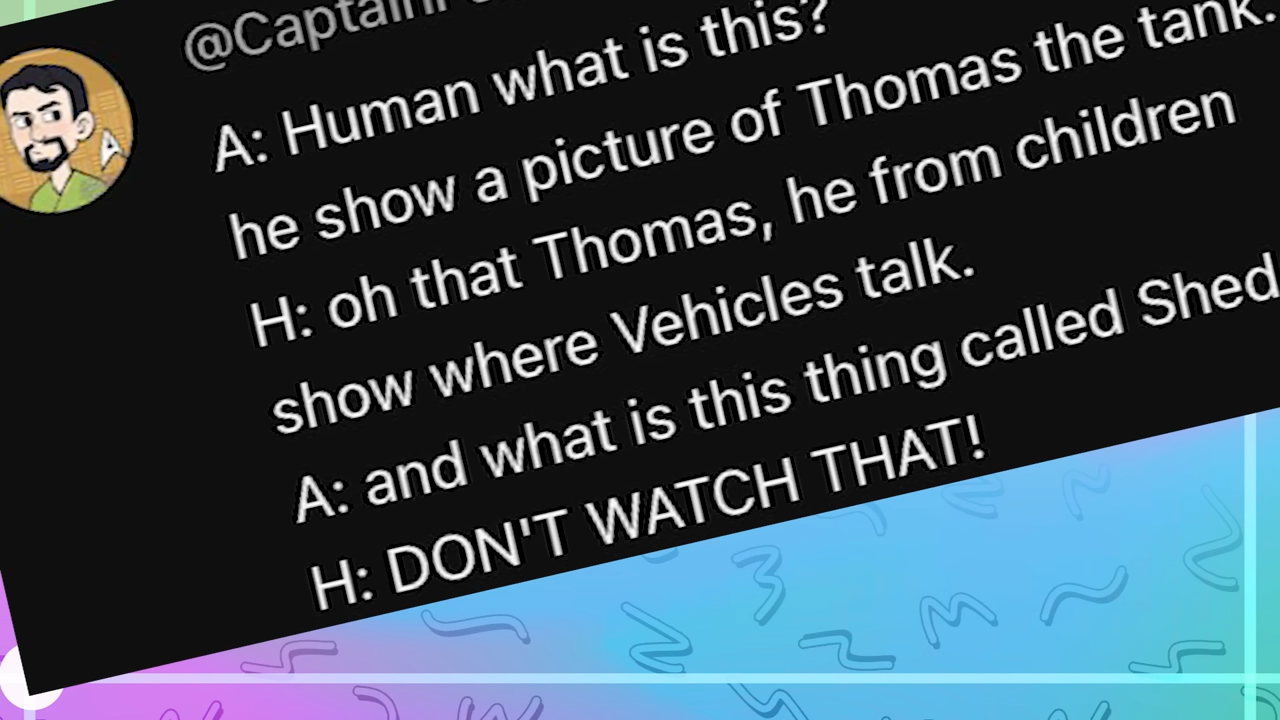 A: Human what is this?
he show a picture of Thomas the tank.
H: oh that Thomas, he from children
show where Vehicles talk.
A: and what is this thing called Shed
H: DON'T WATCH THAT!